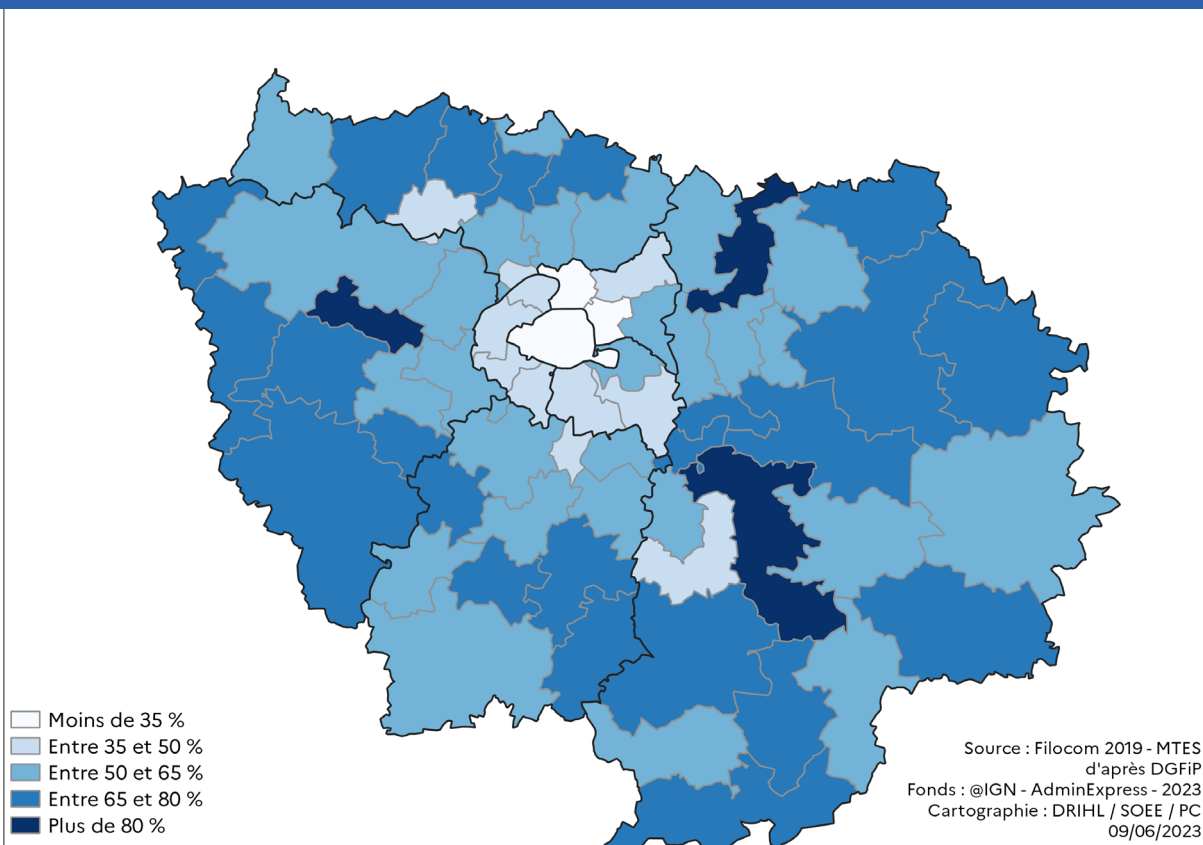 Moins de 35 %
Entre 35 et 50 %
Entre 50 et 65 %
Entre 65 et 80 %
Plus de 80 %
Source : Filocom 2019 - MTES
d'après DGFiP
Fonds : @IGN - AdminExpress - 2023
Cartographie : DRIHL / SOEE / PC
09/06/2023